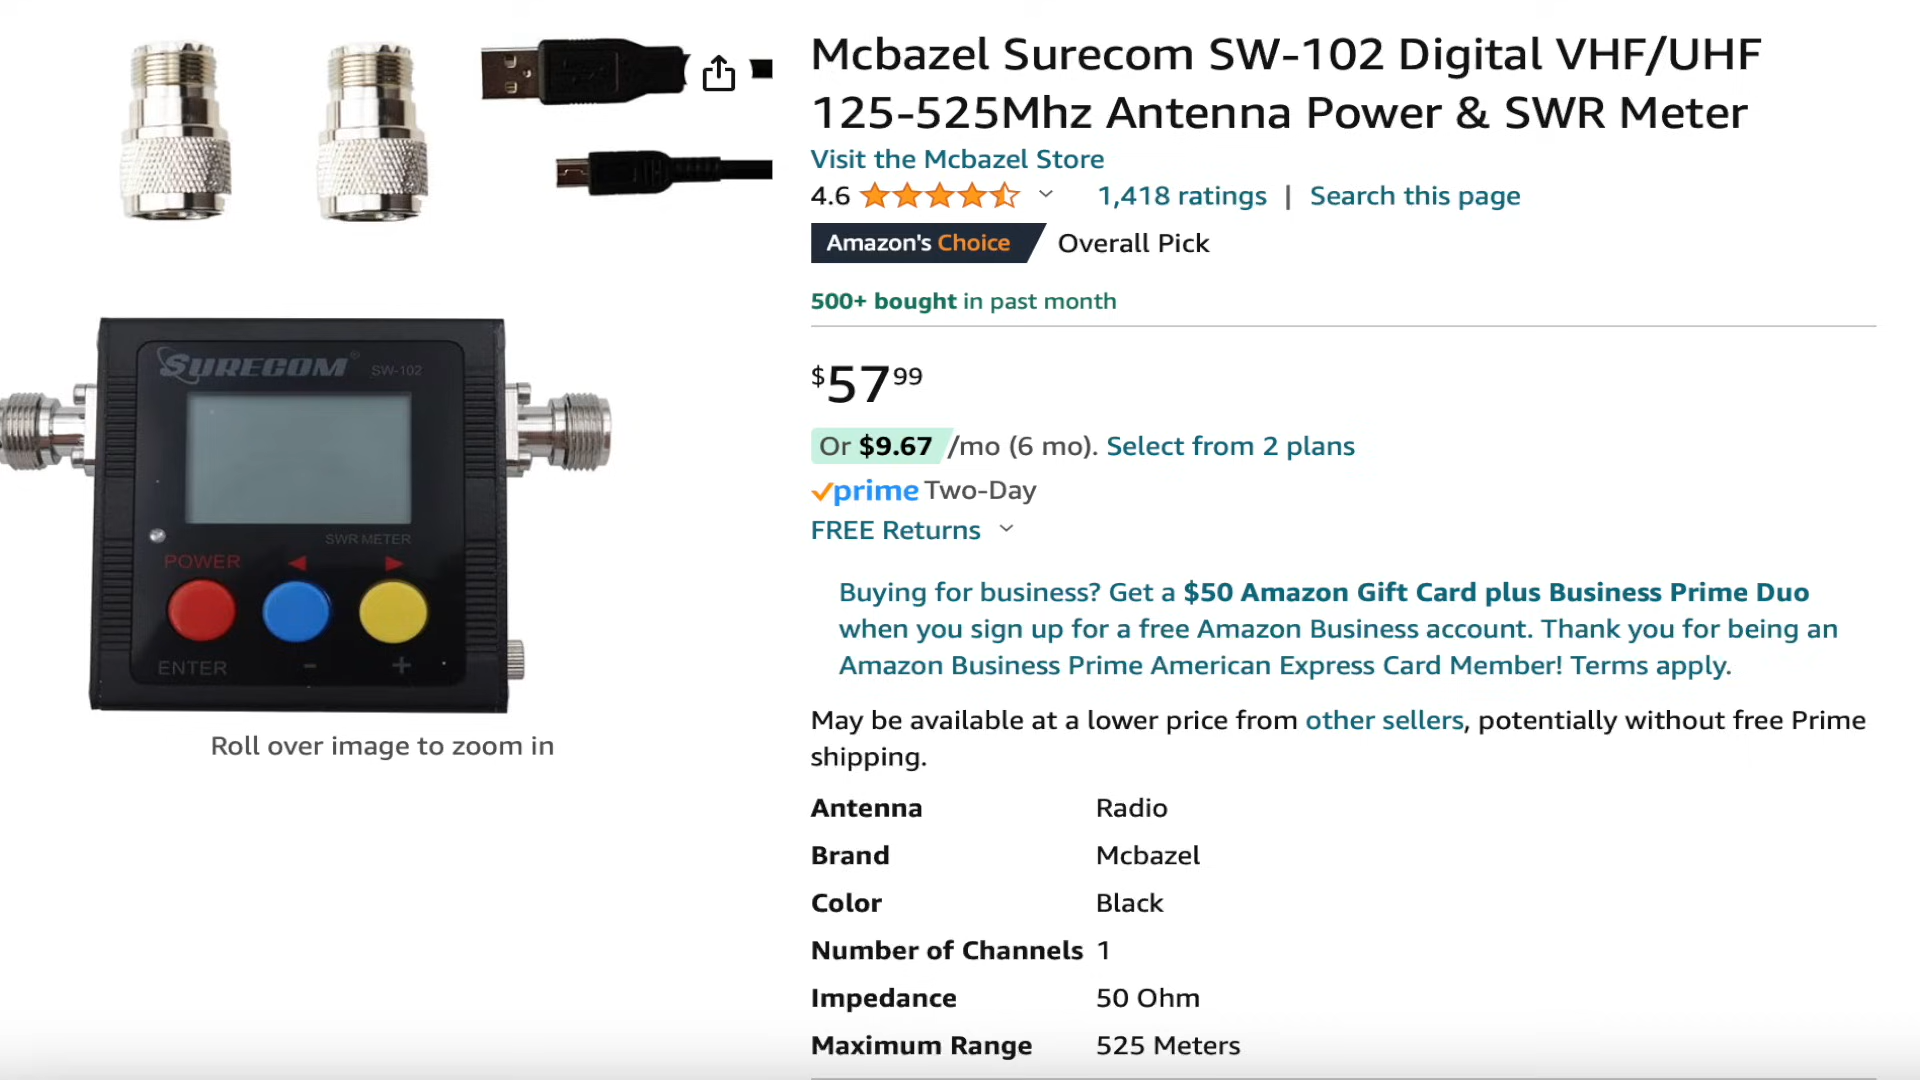 Mcbazel Surecom SW-102 Digital VHF/UHF
125-525Mhz Antenna Power & SWR Meter
Visit the Mcbazel Store
4.6 1,418 ratings | Search this page
Amazon's Choice Overall Pick
500+ bought in past month
$57 99
Or $9.67 /mo (6 mo). Select from 2 plans
prime Two-Day
FREE Returns
Buying for business? Get a $50 Amazon Gift Card plus Business Prime Duo
when you sign up for a free Amazon Business account. Thank you for being an
Amazon Business Prime American Express Card Member! Terms apply.
May be available at a lower price from other sellers, potentially without free Prime
shipping.
Antenna Radio
Brand Mcbazel
Color Black
Number of Channels 1
Impedance 50 Ohm
Maximum Range 525 Meters
SURECOM® SW-102
SWR METER
POWER
ENTER - +
Roll over image to zoom in